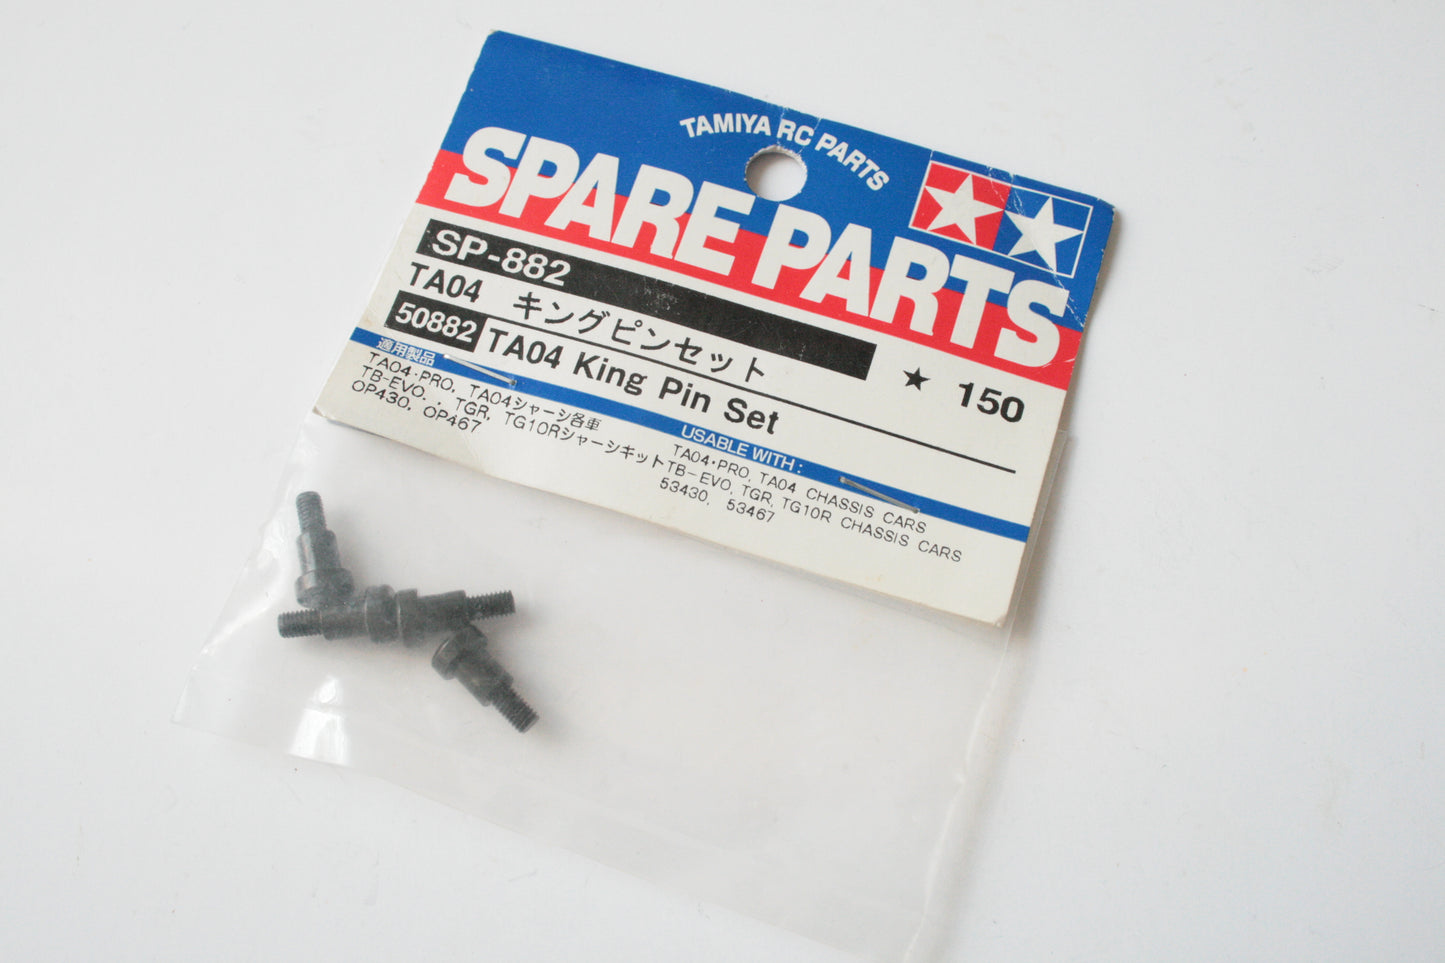 TAMIYA RC PARTS
SPARE PARTS
SP-882
TA04 キングピンセット
50882 TA04 King Pin Set
★ 150
適用製品
TA04・PRO, TA04シャーシ各車
TB-EVO., TGR, TG10Rシャーシキット
OP430, OP467
USABLE WITH:
TA04・PRO, TA04 CHASSIS CARS
TB-EVO, TGR, TG10R CHASSIS CARS
53430, 53467